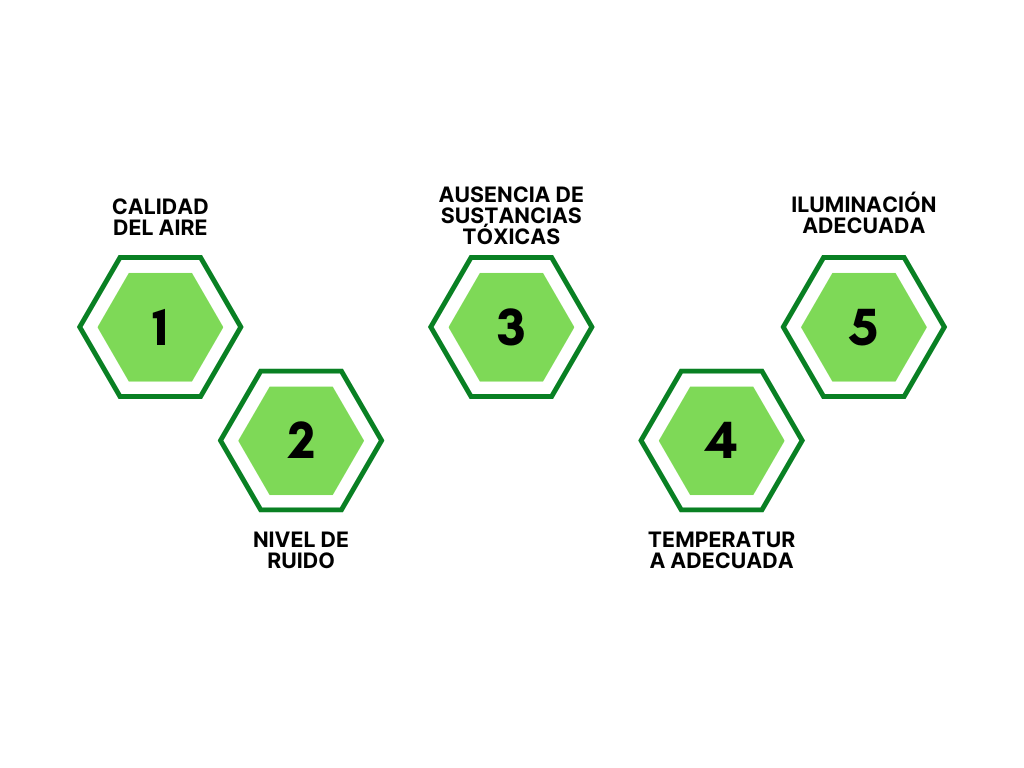 CALIDAD
DEL AIRE
1
2
NIVEL DE
RUIDO
AUSENCIA DE
SUSTANCIAS
TÓXICAS
3
4
TEMPERATUR
A ADECUADA
ILUMINACIÓN
ADECUADA
5